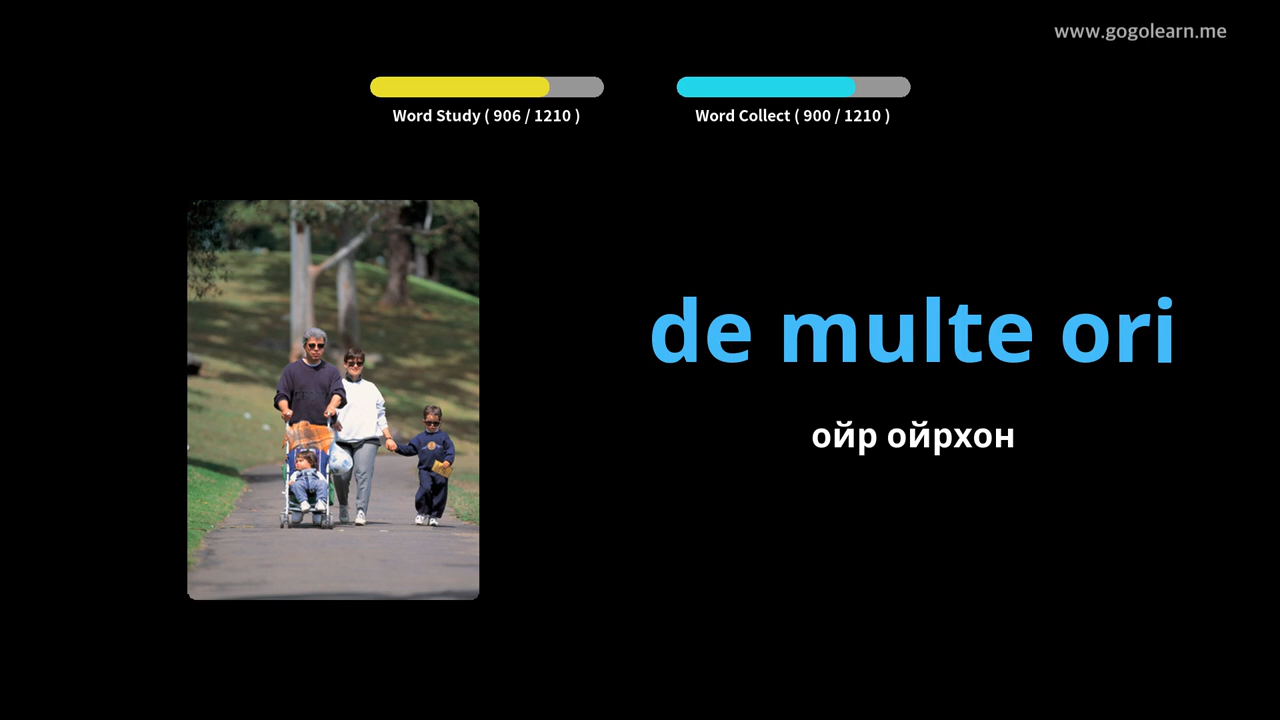 www.gogolearn.me
Word Study ( 906 / 1210 )
Word Collect ( 900 / 1210 )
de multe ori
ойр ойрхон